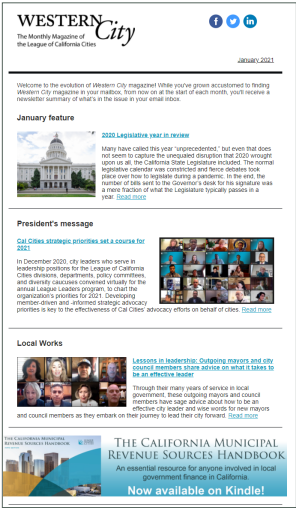 WESTERN City
The Monthly Magazine of
the League of California Cities
January 2021
Welcome to the evolution of Western City magazine! While you've grown accustomed to finding
Western City magazine in your mailbox, from now on at the start of each month, you'll receive a
newsletter summary of what's in the issue in your email inbox.
January feature
2020 Legislative year in review
Many have called this year “unprecedented,” but even that does
not seem to capture the unequaled disruption that 2020 wrought
upon us all, the California State Legislature included. The normal
legislative calendar was constricted and fierce debates took
place over how to legislate during a pandemic. In the end, the
number of bills sent to the Governor's desk for his signature was
a mere fraction of what the Legislature typically passes in a
year. Read more
President's message
Cal Cities strategic priorities set a course for
2021
In December 2020, city leaders who serve in
leadership positions for the League of California
Cities divisions, departments, policy committees,
and diversity caucuses convened virtually for the
annual League Leaders program, to chart the
organization's priorities for 2021. Developing
member-driven and -informed strategic advocacy
priorities is key to the effectiveness of Cal Cities' advocacy efforts on behalf of cities. Read more
Local Works
Lessons in leadership: Outgoing mayors and city
council members share advice on what it takes to
be an effective leader
Through their many years of service in local
government, these outgoing mayors and council
members have sage advice about how to be an
effective city leader and wise words for new mayors
and council members as they embark on their journey to lead their city forward. Read more
THE CALIFORNIA MUNICIPAL
REVENUE SOURCES HANDBOOK
THE CALIFORNIA MUNICIPAL
REVENUE SOURCES HANDBOOK
An essential resource for anyone involved in local
government finance in California.
Now available on Kindle!